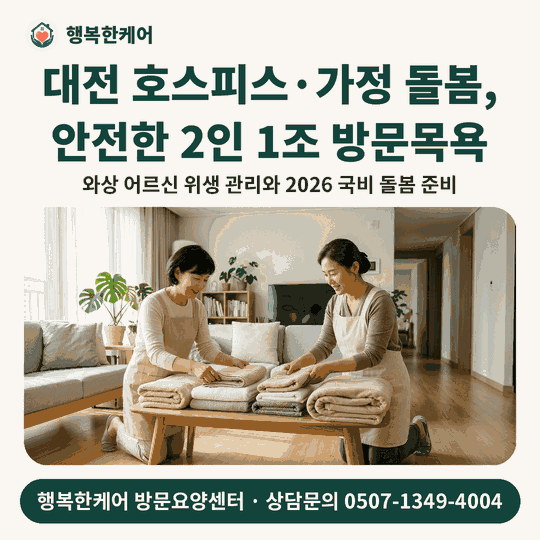 행복한케어
대전 호스피스·가정 돌봄,
안전한 2인 1조 방문목욕
와상 어르신 위생 관리와 2026 국비 돌봄 준비
행복한케어 방문요양센터 · 상담문의 0507-1349-4004